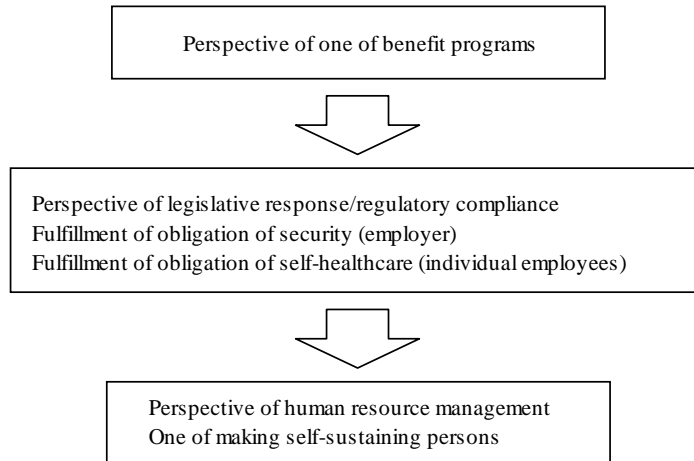 Perspective of one of benefit programs
Perspective of legislative response/regulatory compliance
Fulfillment of obligation of security (employer)
Fulfillment of obligation of self-healthcare (individual employees)
Perspective of human resource management
One of making self-sustaining persons